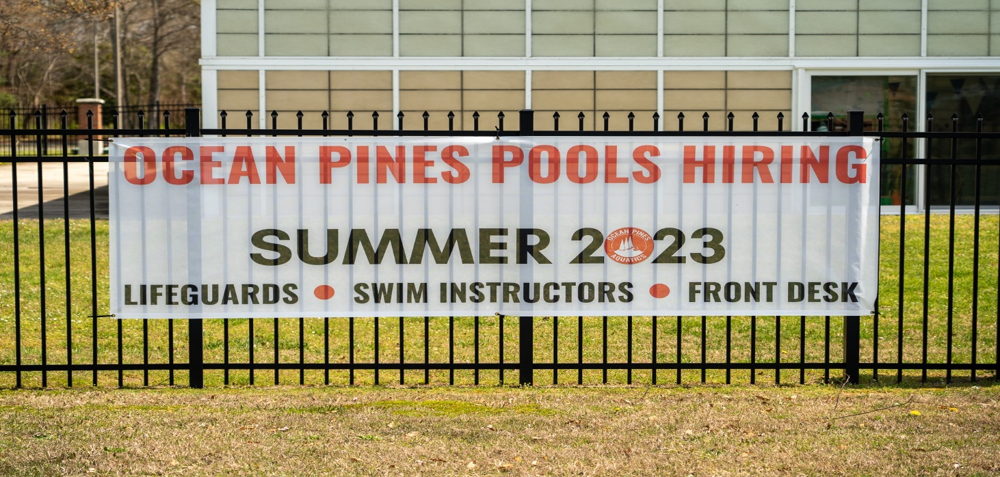 OCEAN PINES POOLS HIRING
SUMMER 2023
OCEAN PINES
AQUATICS
LIFEGUARDS • SWIM INSTRUCTORS • FRONT DESK